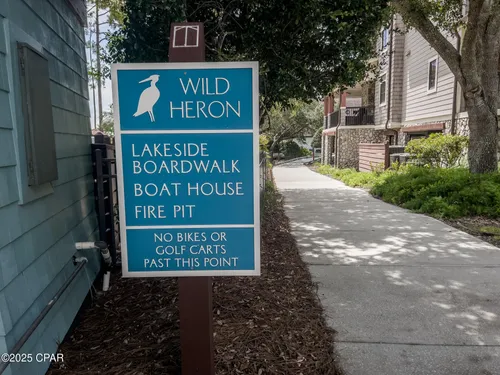 WILD
HERON
LAKESIDE
BOARDWALK
BOAT HOUSE
FIRE PIT
NO BIKES OR
GOLF CARTS
PAST THIS POINT
©2025 CPAR